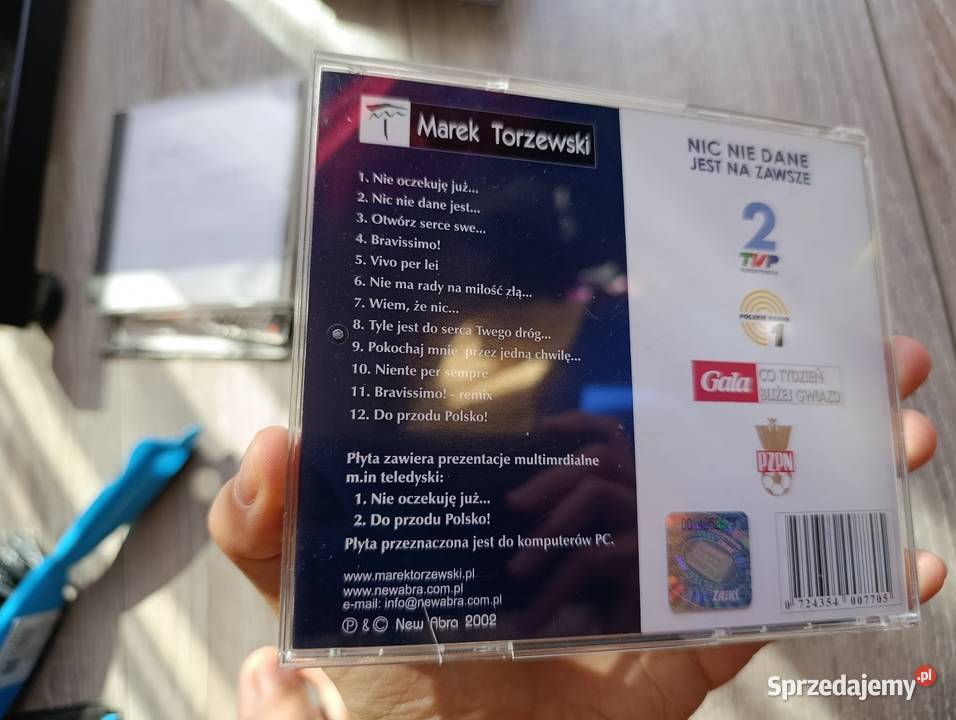 Marek Torzewski
1. Nie oczekuję już...
2. Nic nie dane jest...
3. Otwórz serce swe...
4. Bravissimo!
5. Vivo per lei
6. Nie ma rady na miłość złą...
7. Wiem, że nic...
8. Tyle jest do serca Twego dróg...
9. Pokochaj mnie przez jedną chwilę...
10. Niente per sempre
11. Bravissimo! - remix
12. Do przodu Polsko!
Płyta zawiera prezentacje multimrdialne
m.in teledyski:
1. Nie oczekuję już...
2. Do przodu Polsko!
Płyta przeznaczona jest do komputerów PC.
www.marektorzewski.pl
www.newabra.com.pl
e-mail: info@newabra.com.pl
Ⓟ & © New Abra 2002
NIC NIE DANE
JEST NA ZAWSZE
2
TVP
POLSKIE RADIO
1
Gala CO TYDZIEŃ
BLIŻEJ GWIAZD
PZPN
ZAIKS
0 724354 007705
Sprzedajemy.pl